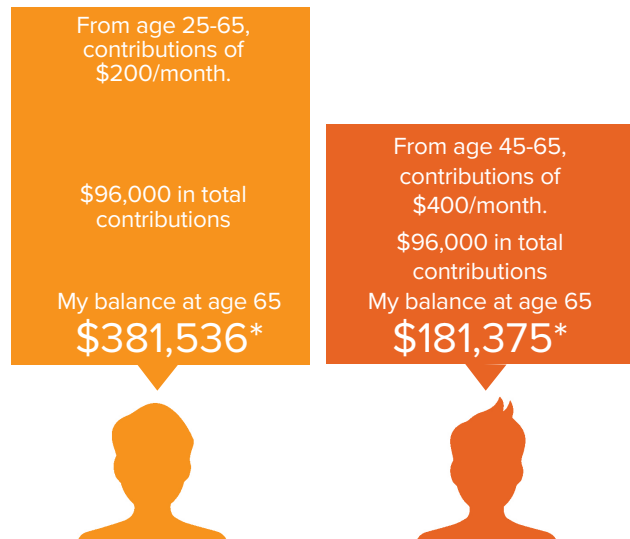 From age 25-65,
contributions of
$200/month.
$96,000 in total
contributions
My balance at age 65
$381,536*
From age 45-65,
contributions of
$400/month.
$96,000 in total
contributions
My balance at age 65
$181,375*